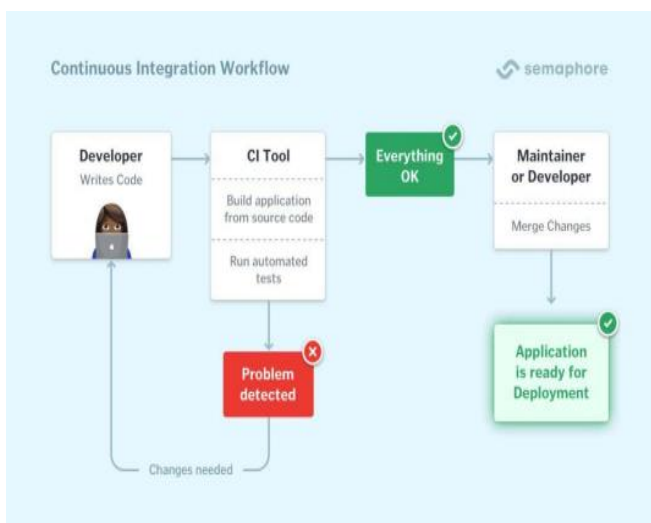 Continuous Integration Workflow
semaphore
Developer
Writes Code
CI Tool
Build application
from source code
Run automated
tests
Everything
OK
Maintainer
or Developer
Merge Changes
Problem
detected
Application
is ready for
Deployment
Changes needed